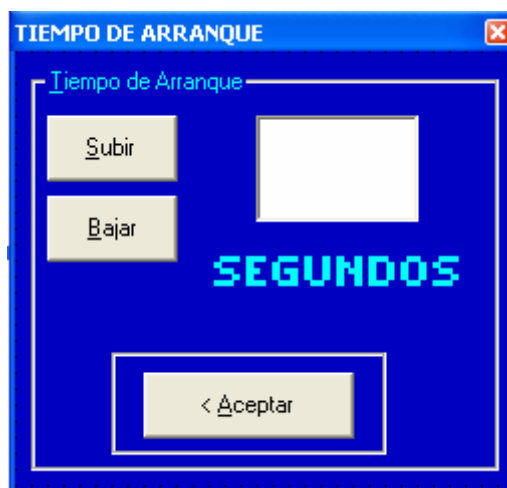 TIEMPO DE ARRANQUE
Tiempo de Arranque
Subir
Bajar
SEGUNDOS
< Aceptar